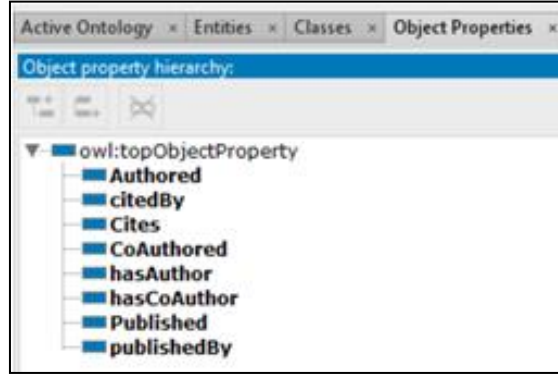 Active Ontology × Entities × Classes × Object Properties ×
Object property hierarchy:
owl:topObjectProperty
Authored
citedBy
Cites
CoAuthored
hasAuthor
hasCoAuthor
Published
publishedBy